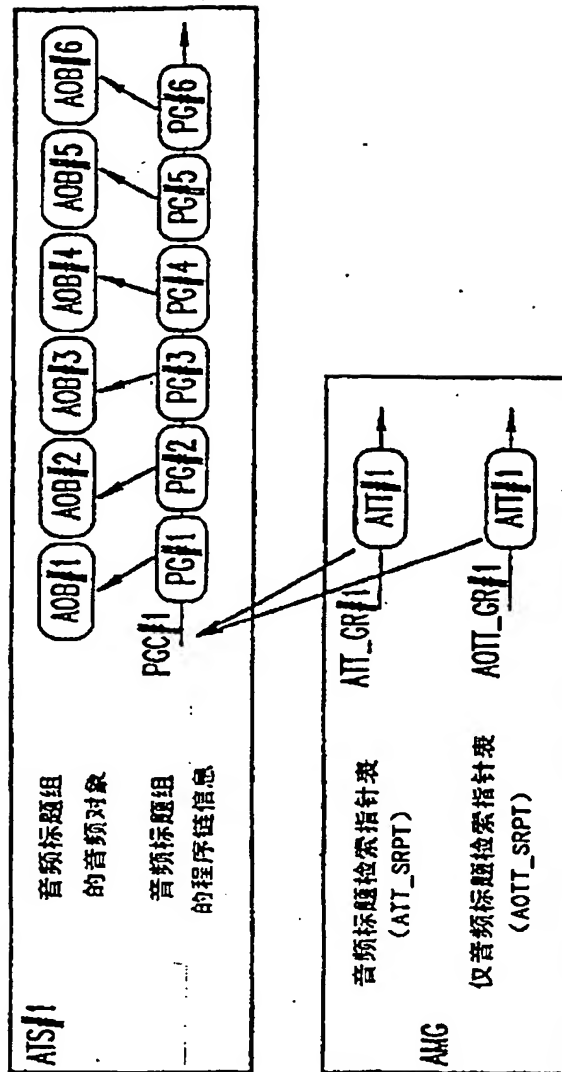 ATS#1
音频标题组
的音频对象
AOB#1 AOB#2 AOB#3 AOB#4 AOB#5 AOB#6
音频标题组
的程序链信息
PGC#1
PG#1 PG#2 PG#3 PG#4 PG#5 PG#6
AMG
音频标题检索指针表
(ATT_SRPT)
ATT_GR#1
ATT#1
仅音频标题检索指针表
(AOTT_SRPT)
AOTT_GR#1
ATT#1